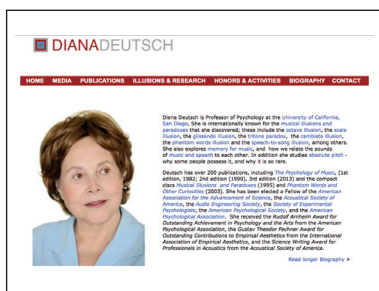 DIANADEUTSCH
HOME MEDIA PUBLICATIONS ILLUSIONS & RESEARCH HONORS & ACTIVITIES BIOGRAPHY CONTACT
Diana Deutsch is Professor of Psychology at the University of California,
San Diego. She is internationally known for the musical illusions and
paradoxes that she discovered; these include the octave illusion, the scale
illusion, the glissando illusion, the tritone paradox, the cambiata illusion,
the phantom words illusion and the speech-to-song illusion, among others.
She also explores memory for music, and how we relate the sounds
of music and speech to each other. In addition she studies absolute pitch -
why some people possess it, and why it is so rare.
Deutsch has over 200 publications, including The Psychology of Music, (1st
edition, 1982; 2nd edition (1999), 3rd edition (2013) and the compact
discs Musical Illusions and Paradoxes (1995) and Phantom Words and
Other Curiosities (2003). She has been elected a Fellow of the American
Association for the Advancement of Science, the Acoustical Society of
America, the Audio Engineering Society, the Society of Experimental
Psychologists, the American Psychological Society, and the American
Psychological Association. She received the Rudolf Arnheim Award for
Outstanding Achievement in Psychology and the Arts from the American
Psychological Association, the Gustav Theodor Fechner Award for
Outstanding Contributions to Empirical Aesthetics from the International
Association of Empirical Aesthetics, and the Science Writing Award for
Professionals in Acoustics from the Acoustical Society of America.
Read longer Biography >